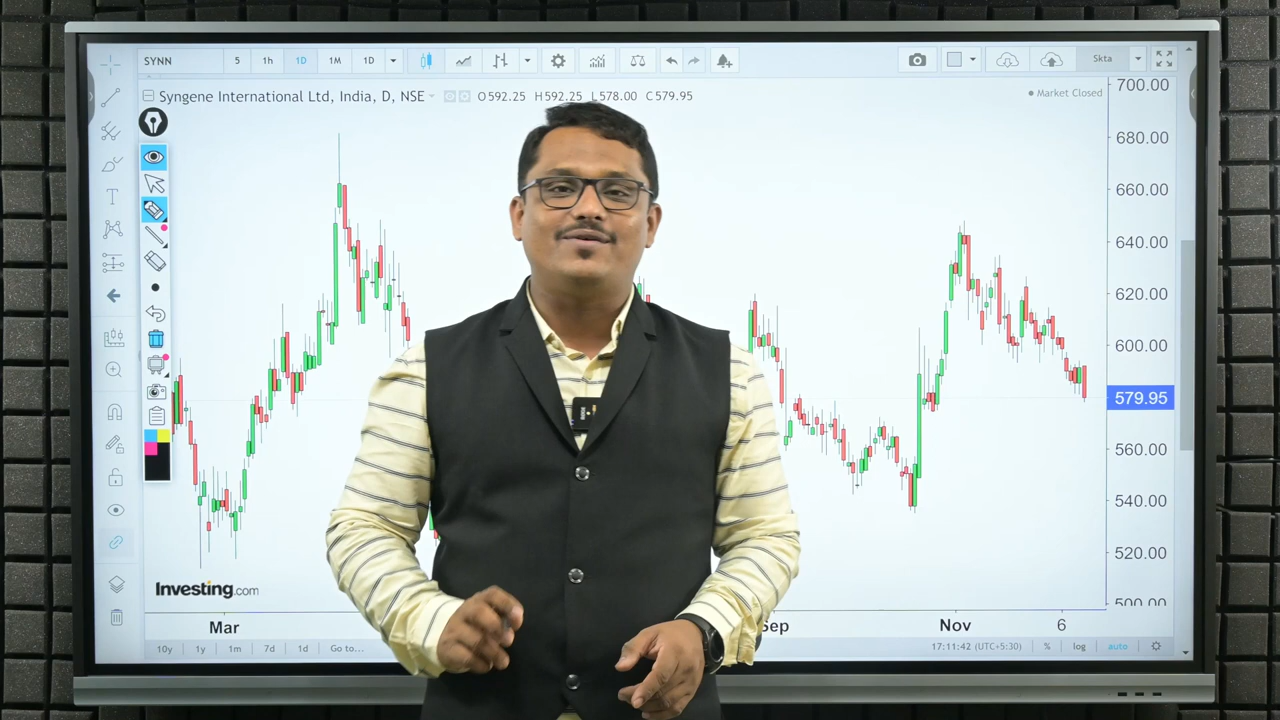 SYNN 5 1h 1D 1M 1D Skta
Syngene International Ltd, India, D, NSE O592.25 H592.25 L578.00 C579.95
Market Closed
700.00
680.00
660.00
640.00
620.00
600.00
579.95
560.00
540.00
520.00
500.00
T
Investing.com
Mar Sep Nov 6
10y 1y 1m 7d 1d Go to... 17:11:42 (UTC+5:30) % log auto